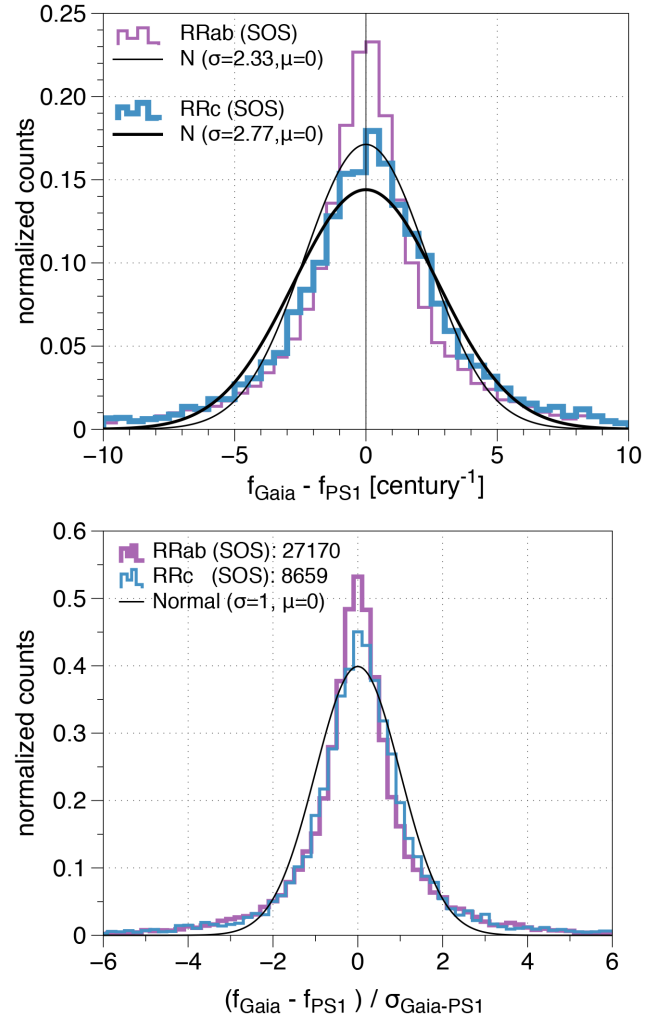 RRab (SOS)
N (σ=2.33,μ=0)
RRc (SOS)
N (σ=2.77,μ=0)
0.25
0.20
0.15
0.10
0.05
0
normalized counts
−10 −5 0 5 10
f_Gaia - f_PS1 [century^-1]
RRab (SOS): 27170
RRc (SOS): 8659
Normal (σ=1, μ=0)
0.6
0.5
0.4
0.3
0.2
0.1
0
normalized counts
−6 −4 −2 0 2 4 6
(f_Gaia - f_PS1 ) / σ_Gaia-PS1